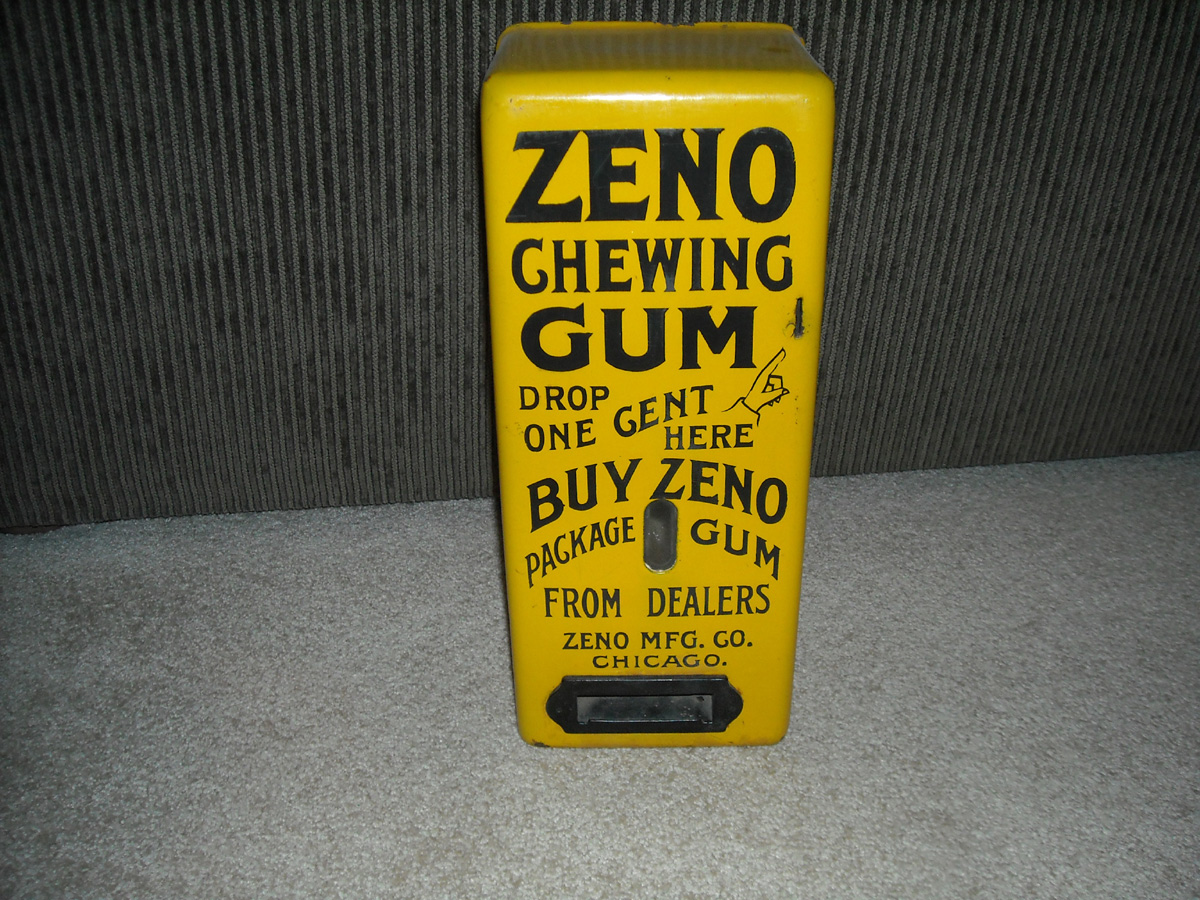 ZENO
CHEWING
GUM
DROP
ONE CENT
HERE
BUY ZENO
PACKAGE GUM
FROM DEALERS
ZENO MFG. CO.
CHICAGO.